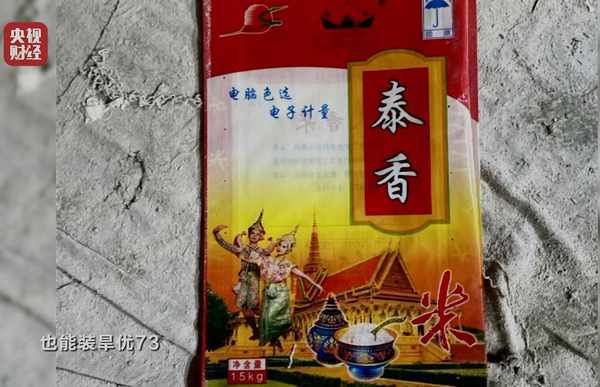 央视
财经
电脑色选
电子计量
泰
香
米
净含量
15kg
也能装旱优73